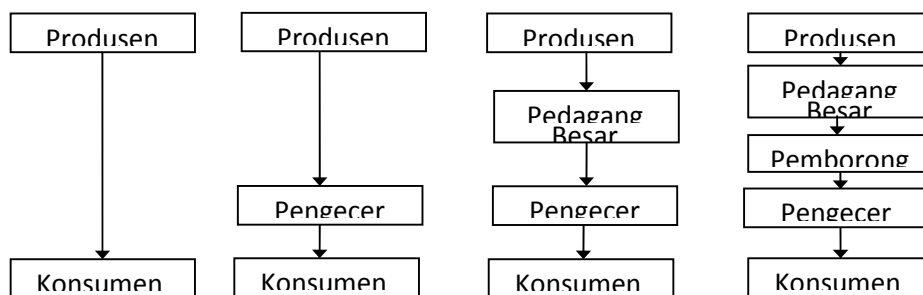 Produsen
Konsumen
Produsen
Pengecer
Konsumen
Produsen
Pedagang
Besar
Pengecer
Konsumen
Produsen
Pedagang
Besar
Pemborong
Pengecer
Konsumen